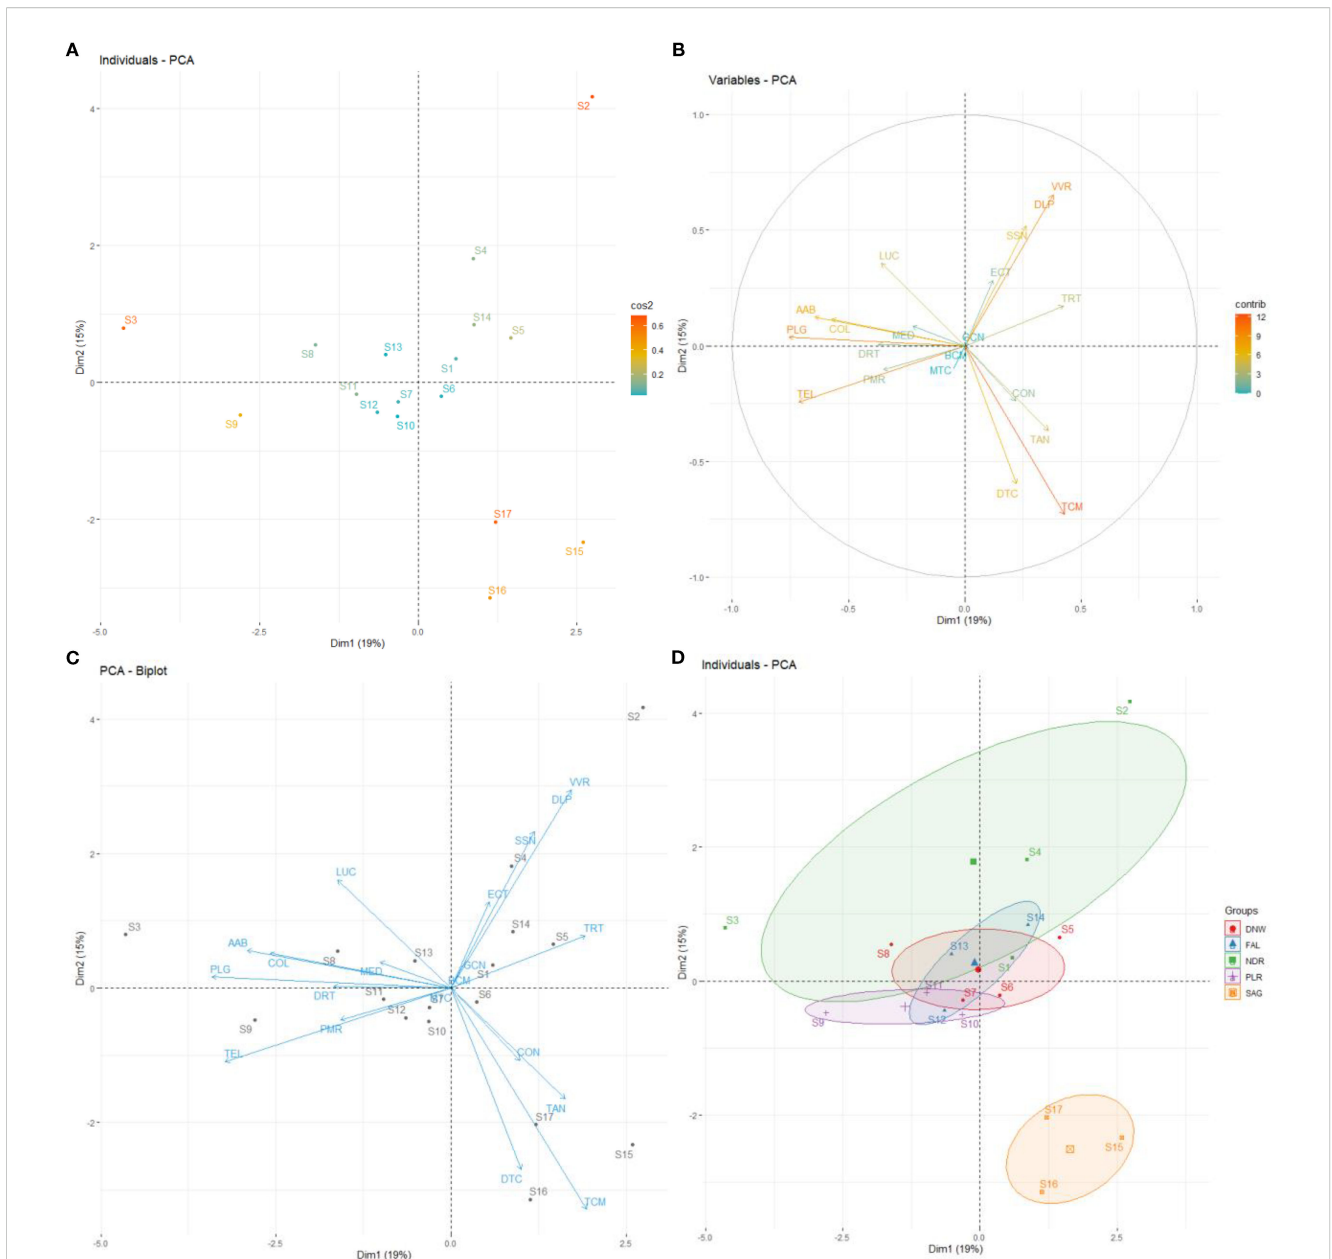 A
Individuals - PCA
4
2
0
-2
-5.0
-2.5
0.0
2.5
Dim1 (19%)
Dim2 (15%)
S2
S4
S3
S14
S5
S8
S13
S1
S11
S12
S7
S6
S10
S9
S17
S15
S16
cos2
0.6
0.4
0.2
B
Variables - PCA
1.0
0.5
0.0
-0.5
-1.0
-1.0
-0.5
0.0
0.5
1.0
Dim1 (19%)
Dim2 (15%)
VVR
DLP
SSN
LUC
ECT
TRT
AAB
COL
PLG
MED
GCN
DRT
BCM
MTC
PMR
TEL
CON
TAN
DTC
TCM
contrib
12
9
6
3
0
C
PCA - Biplot
4
2
0
-2
-5.0
-2.5
0.0
2.5
Dim1 (19%)
Dim2 (15%)
S2
VVR
DLP
SSN
S4
LUC
ECT
S3
S14
TRT
AAB
S5
COL
S8
S13
PLG
MED
GCN
S1
DRT
S11
S7
S6
S12
S9
PMR
S10
TEL
CON
TAN
S17
S15
DTC
S16
TCM
D
Individuals - PCA
4
2
0
-2
-5.0
-2.5
0.0
2.5
Dim1 (19%)
Dim2 (15%)
S2
S4
S3
S14
S5
S8
S13
S1
S11
S7
S6
S9
S12
S10
S17
S15
S16
Groups
DNW
FAL
NDR
PLR
SAG